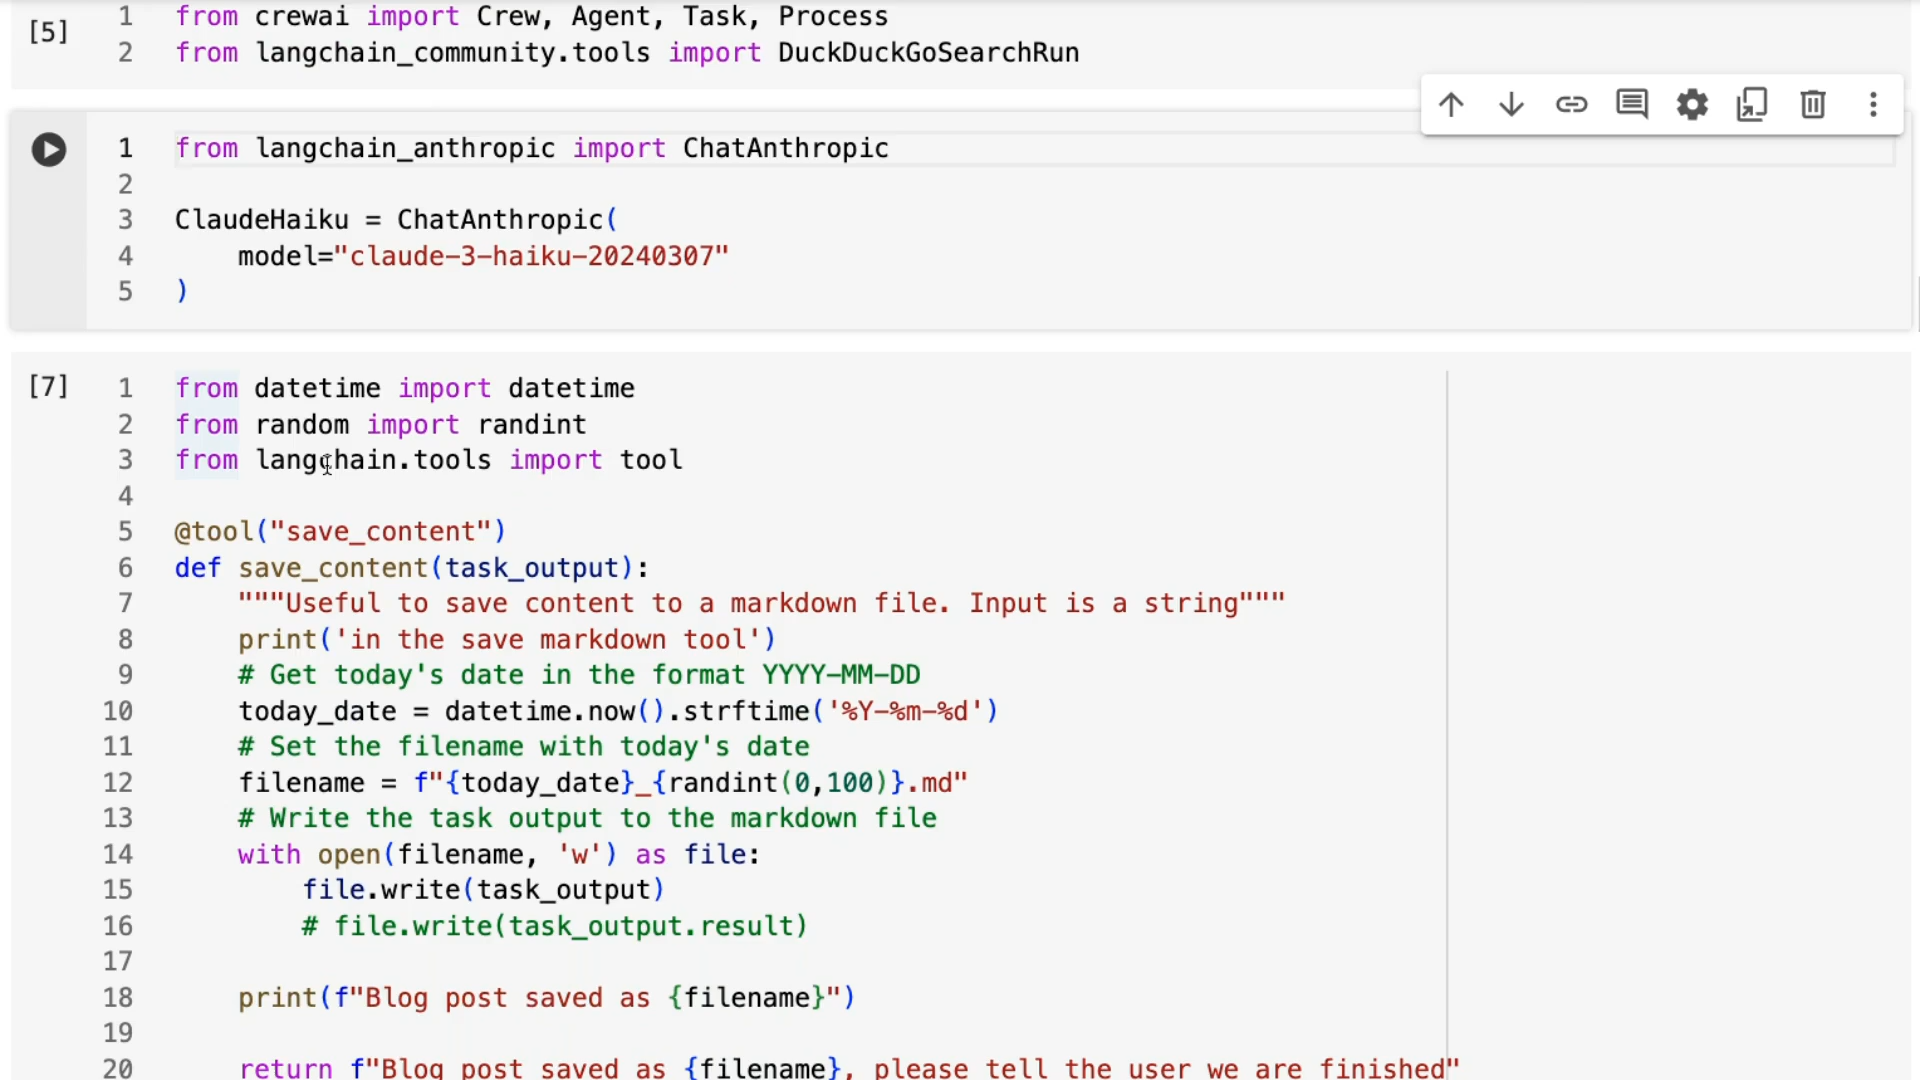 [5]
1 from crewai import Crew, Agent, Task, Process
2 from langchain_community.tools import DuckDuckGoSearchRun
1 from langchain_anthropic import ChatAnthropic
2
3 ClaudeHaiku = ChatAnthropic(
4     model="claude-3-haiku-20240307"
5 )
[7]
1 from datetime import datetime
2 from random import randint
3 from langchain.tools import tool
4
5 @tool("save_content")
6 def save_content(task_output):
7     """Useful to save content to a markdown file. Input is a string"""
8     print('in the save markdown tool')
9     # Get today's date in the format YYYY-MM-DD
10     today_date = datetime.now().strftime('%Y-%m-%d')
11     # Set the filename with today's date
12     filename = f"{today_date}_{randint(0,100)}.md"
13     # Write the task output to the markdown file
14     with open(filename, 'w') as file:
15         file.write(task_output)
16         # file.write(task_output.result)
17
18     print(f"Blog post saved as {filename}")
19
20     return f"Blog post saved as {filename}, please tell the user we are finished"